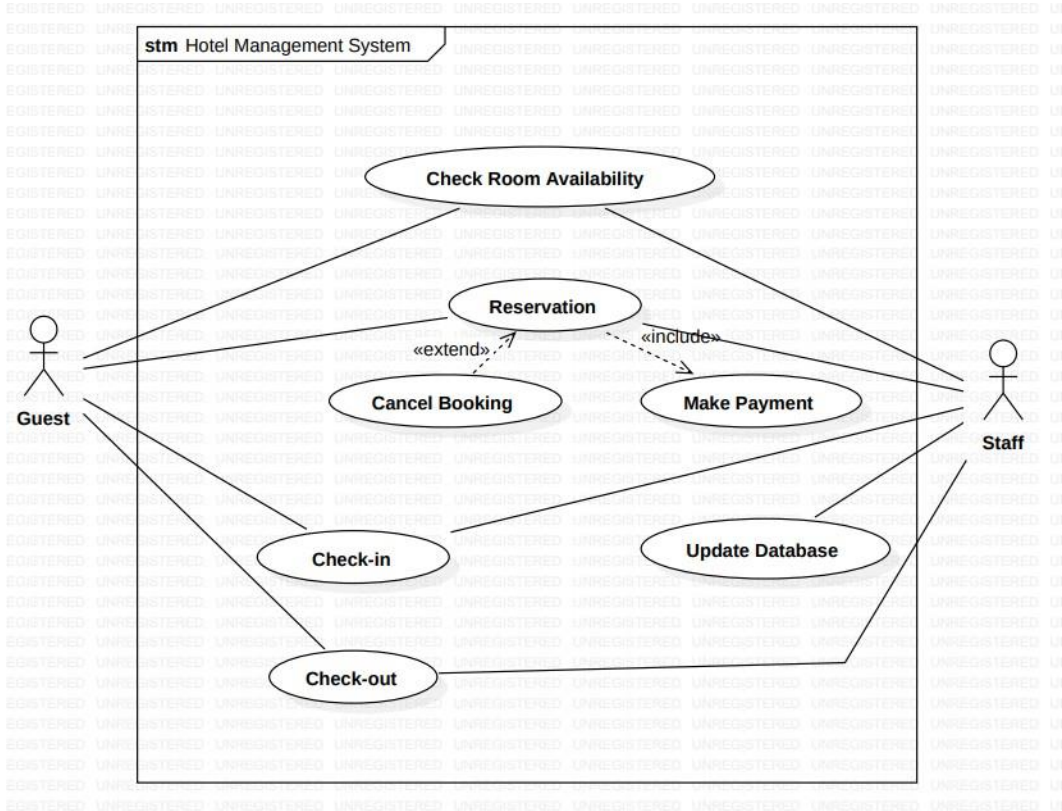 stm Hotel Management System
Check Room Availability
Reservation
«extend»
«include»
Cancel Booking
Make Payment
Guest
Staff
Check-in
Update Database
Check-out
UNREGISTERED